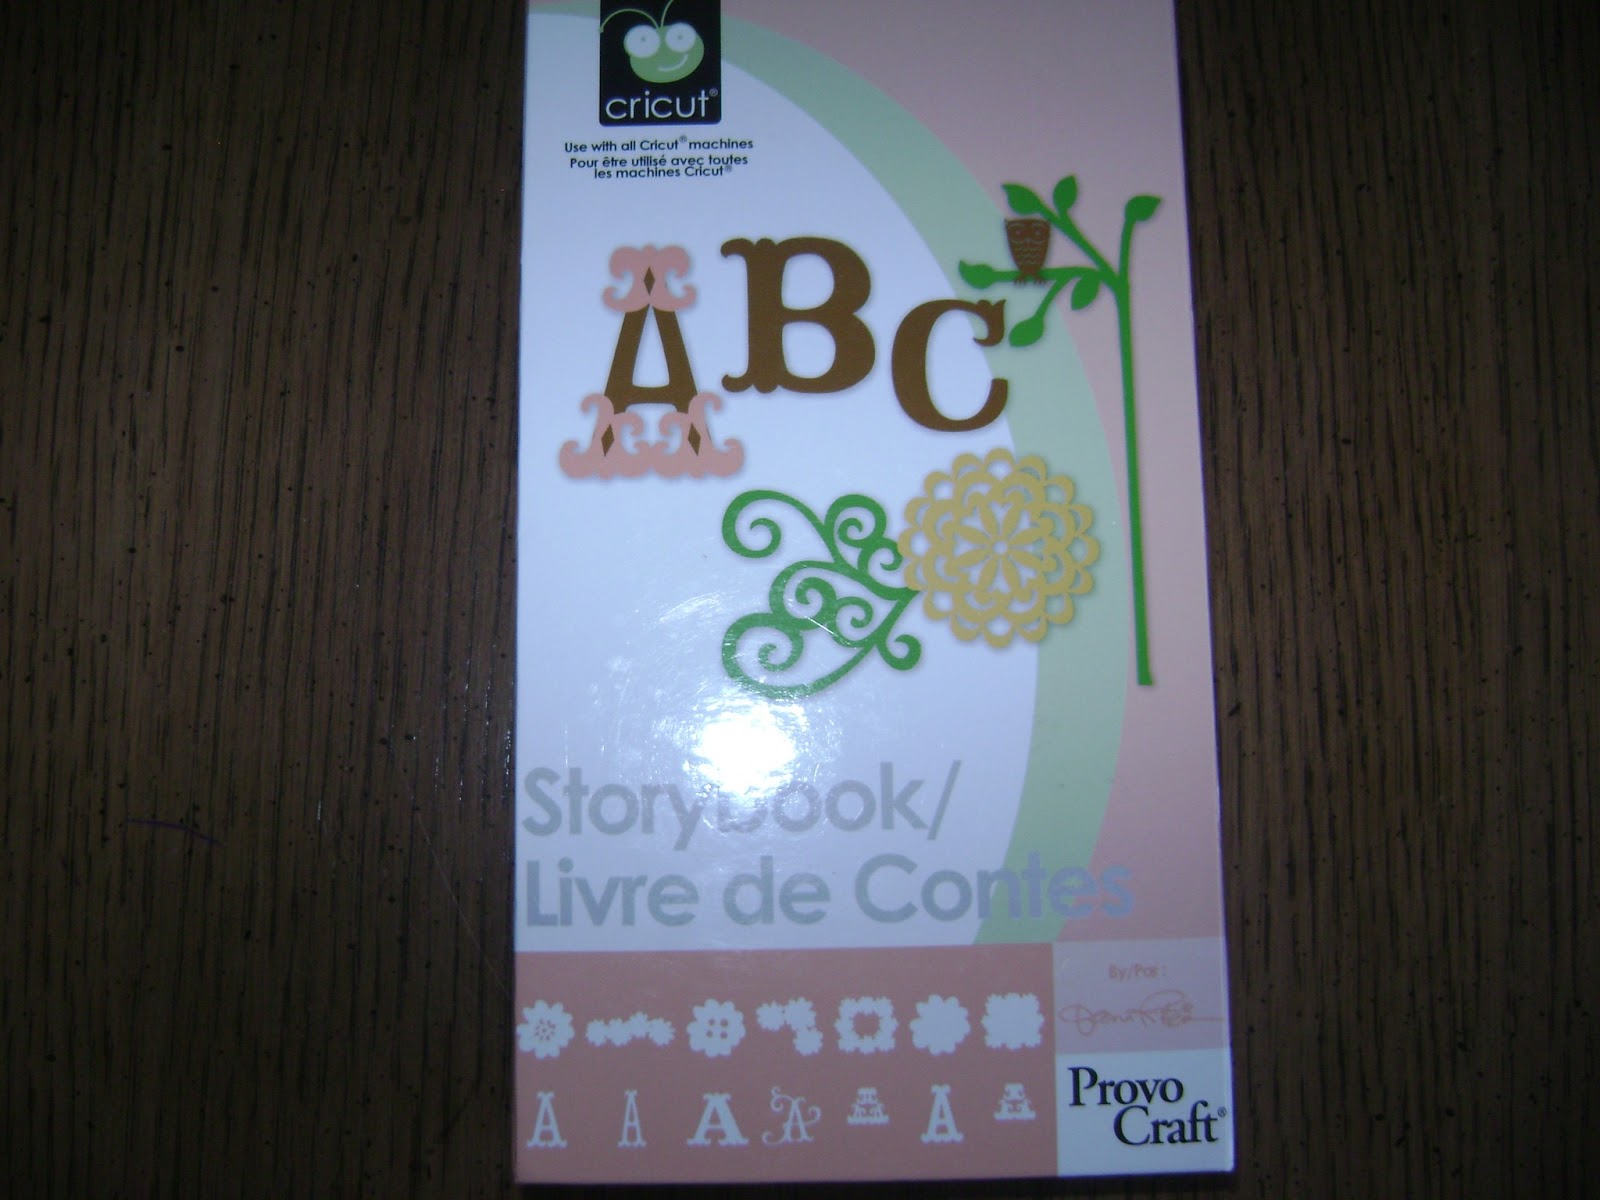 cricut®
Use with all Cricut® machines
Pour être utilisé avec toutes
les machines Cricut®
A B C
Storybook/
Livre de Contes
By/Par :
A A A A A
Provo
Craft®